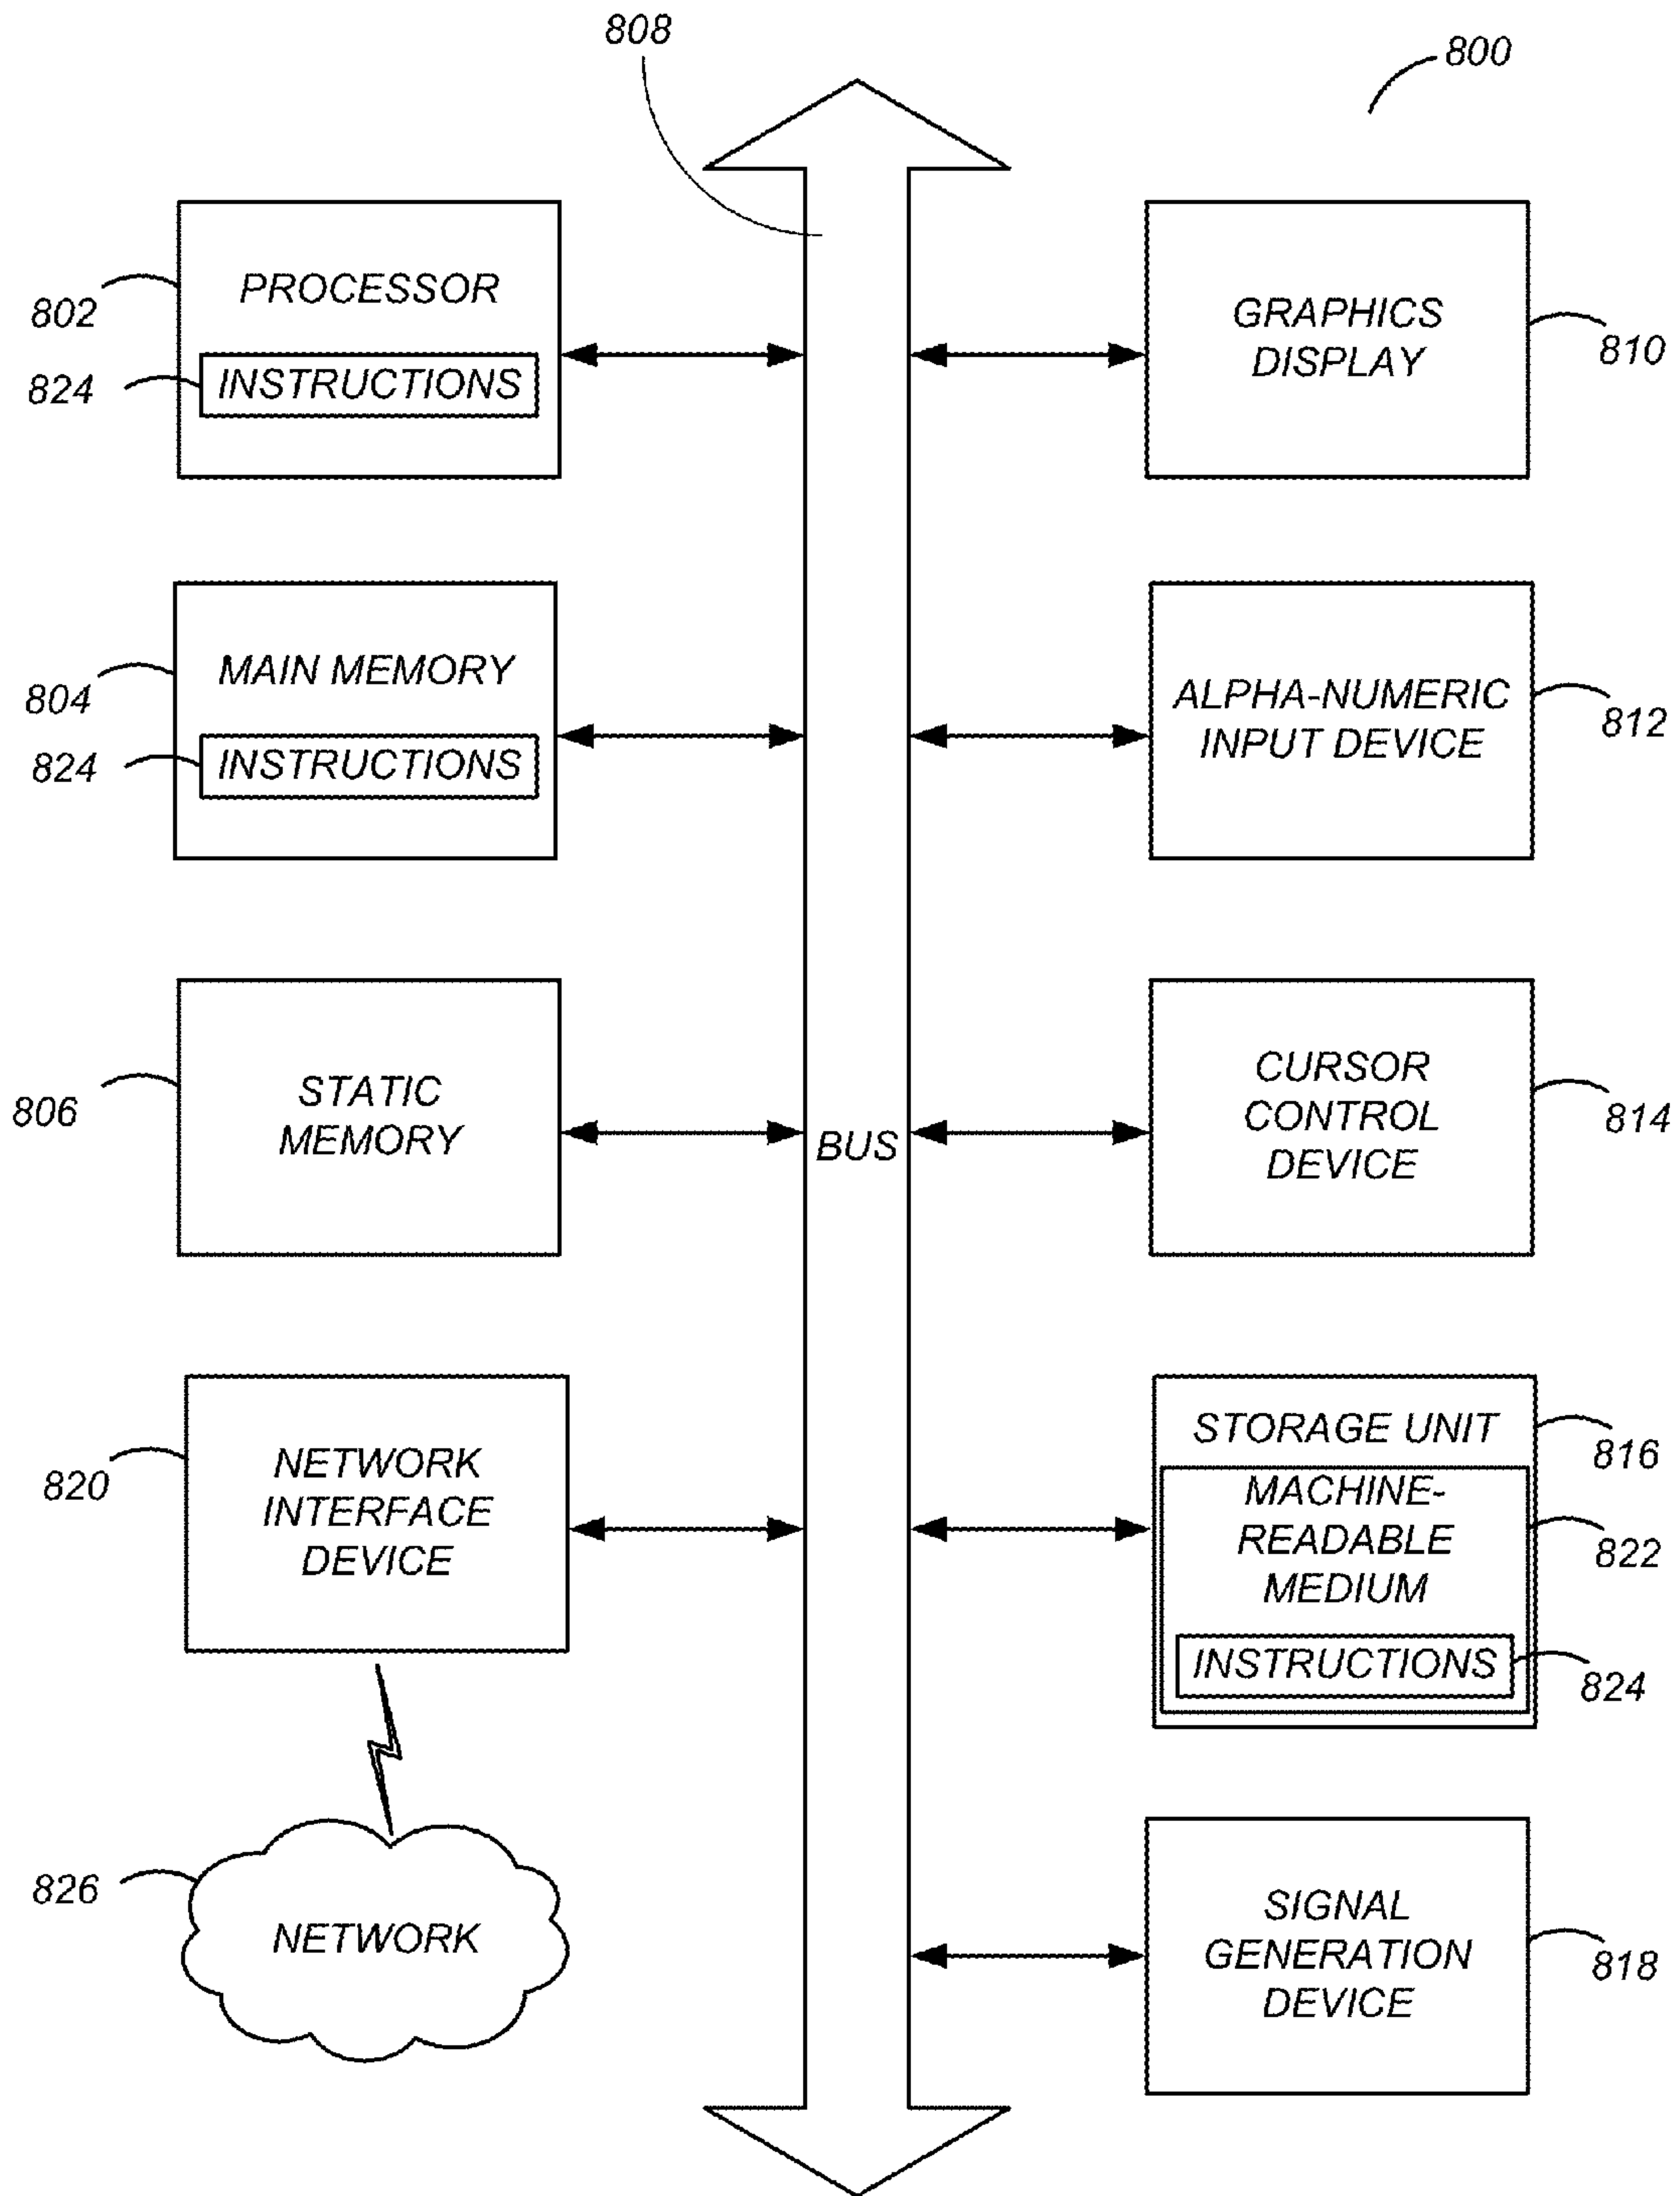 808
800
PROCESSOR
802
INSTRUCTIONS
824
GRAPHICS
DISPLAY
810
MAIN MEMORY
804
INSTRUCTIONS
824
ALPHA-NUMERIC
INPUT DEVICE
812
STATIC
MEMORY
806
BUS
CURSOR
CONTROL
DEVICE
814
NETWORK
INTERFACE
DEVICE
820
STORAGE UNIT
816
MACHINE-
READABLE
MEDIUM
822
INSTRUCTIONS
824
826
NETWORK
SIGNAL
GENERATION
DEVICE
818